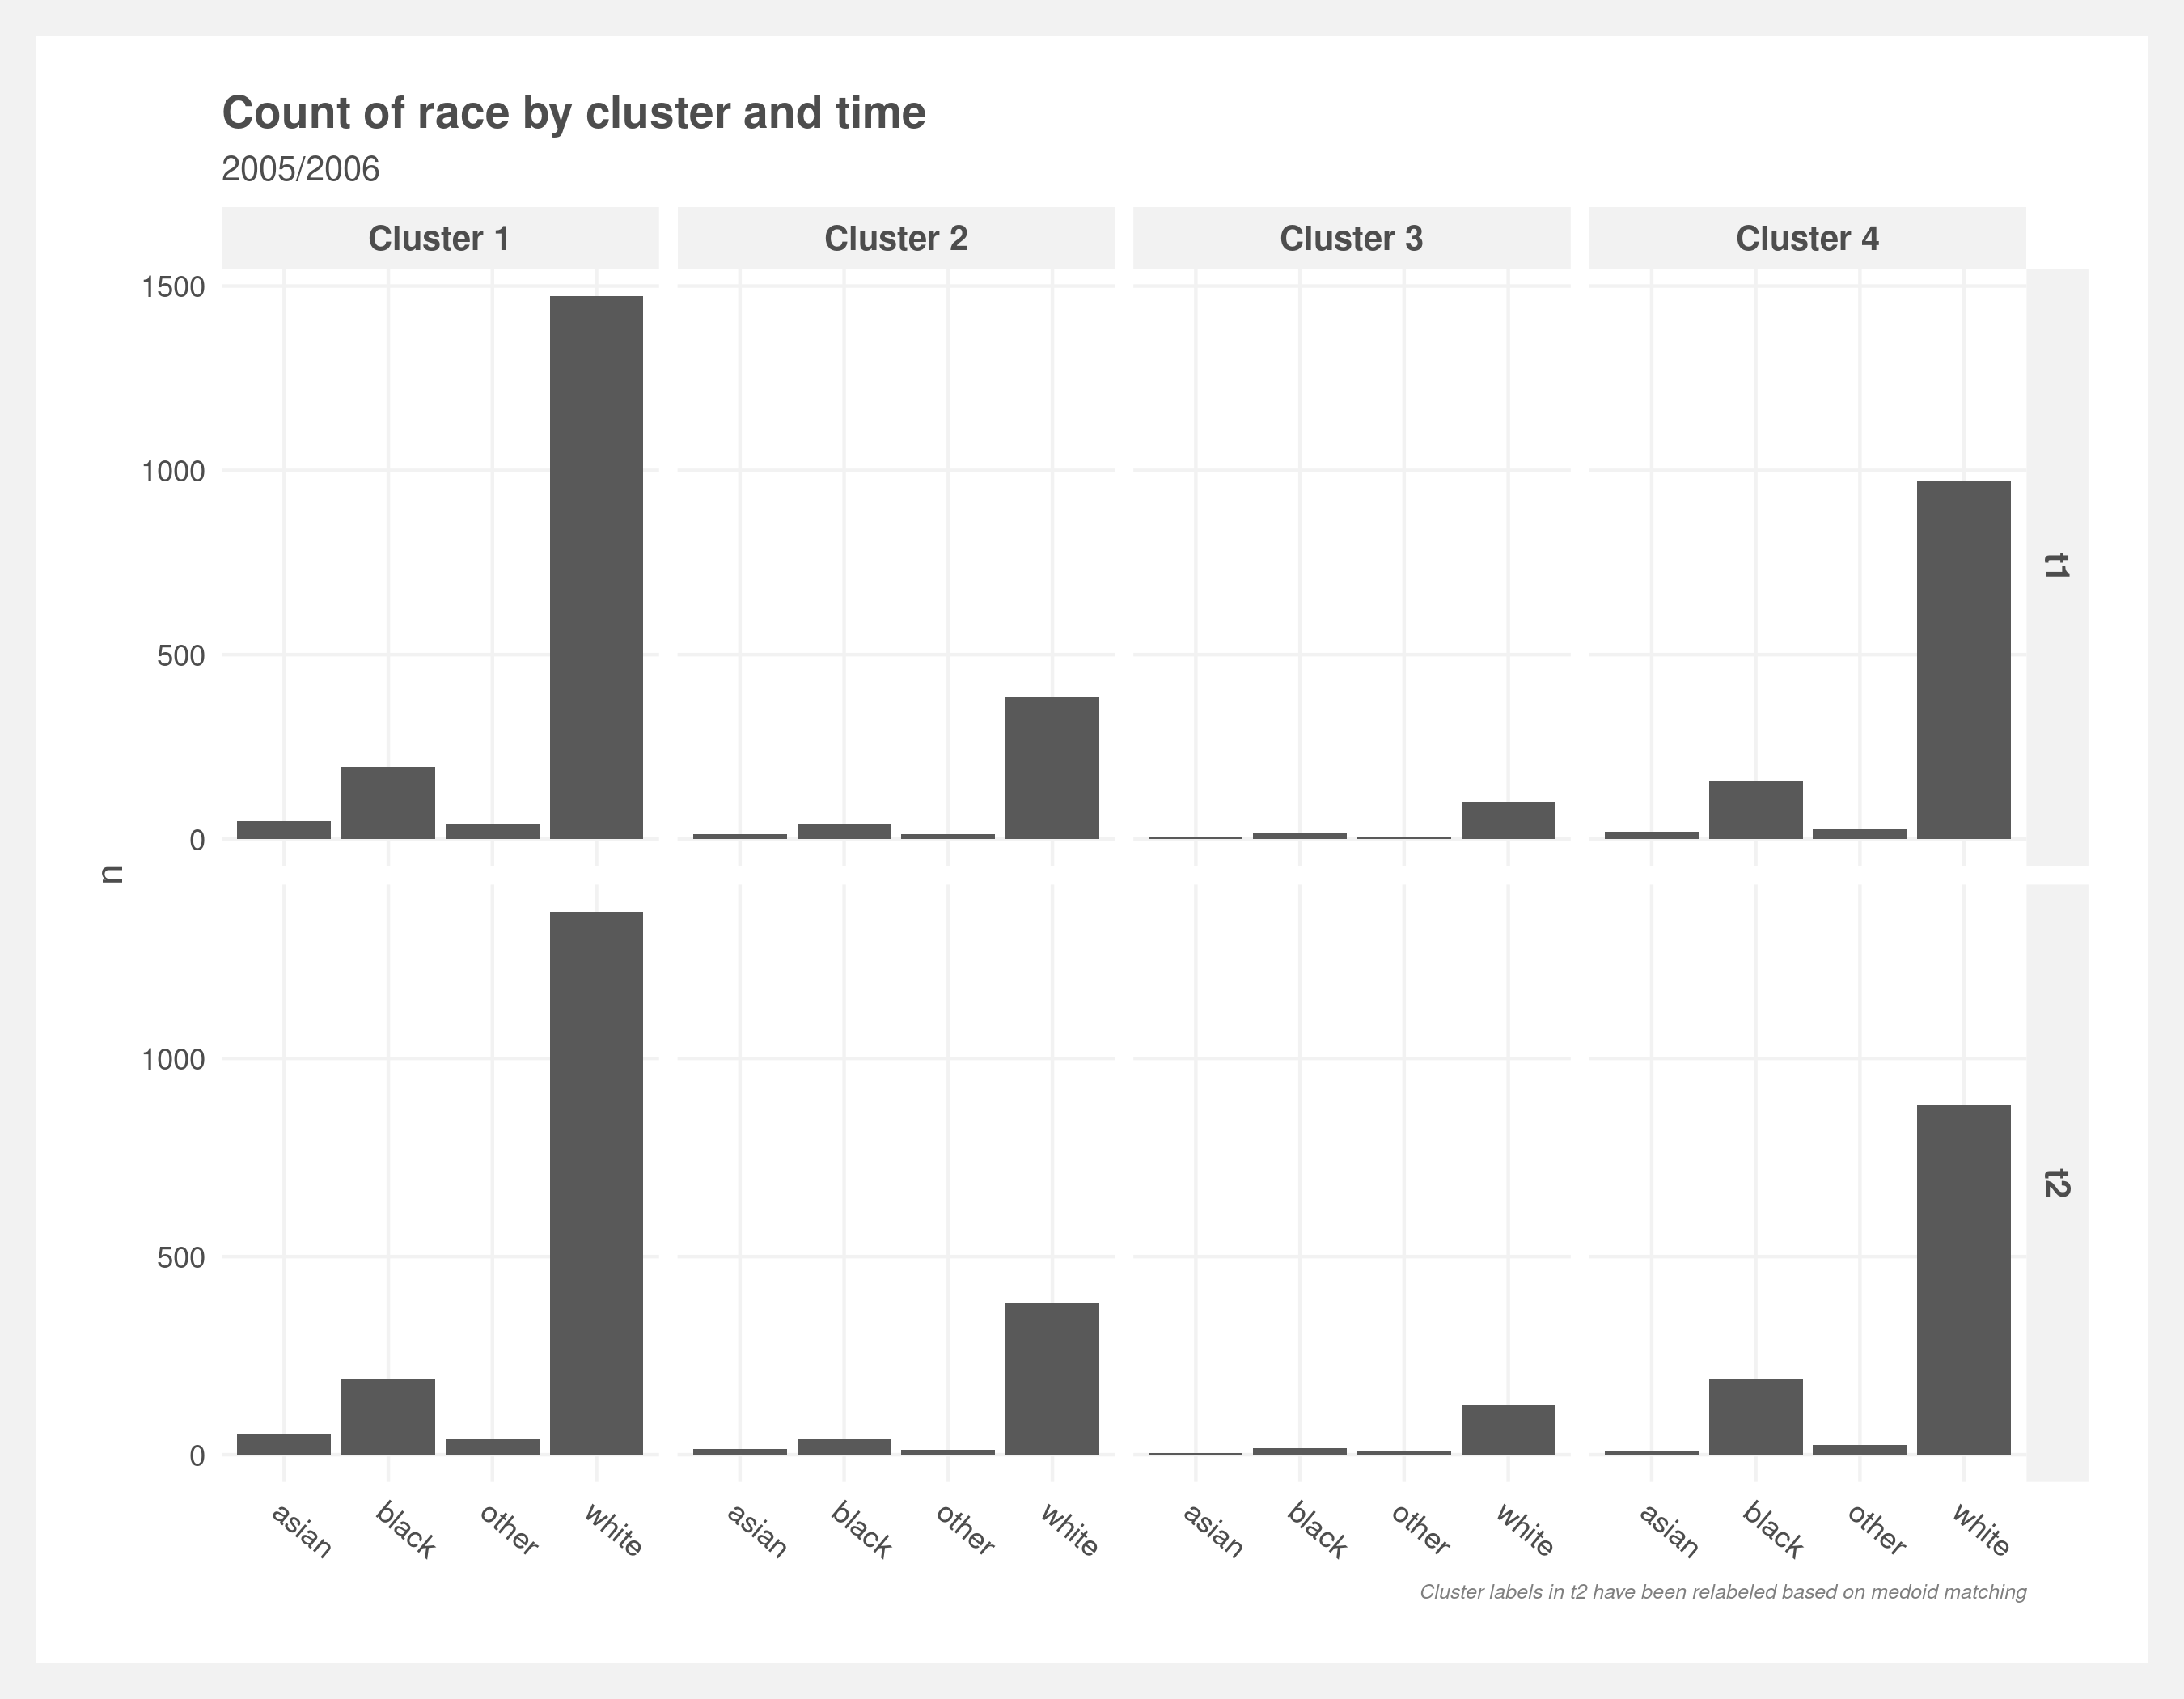 Count of race by cluster and time
2005/2006
Cluster 1 Cluster 2 Cluster 3 Cluster 4
1500
1000
500
0
t1
n
1000
500
0
t2
asian black other white asian black other white asian black other white asian black other white
Cluster labels in t2 have been relabeled based on medoid matching